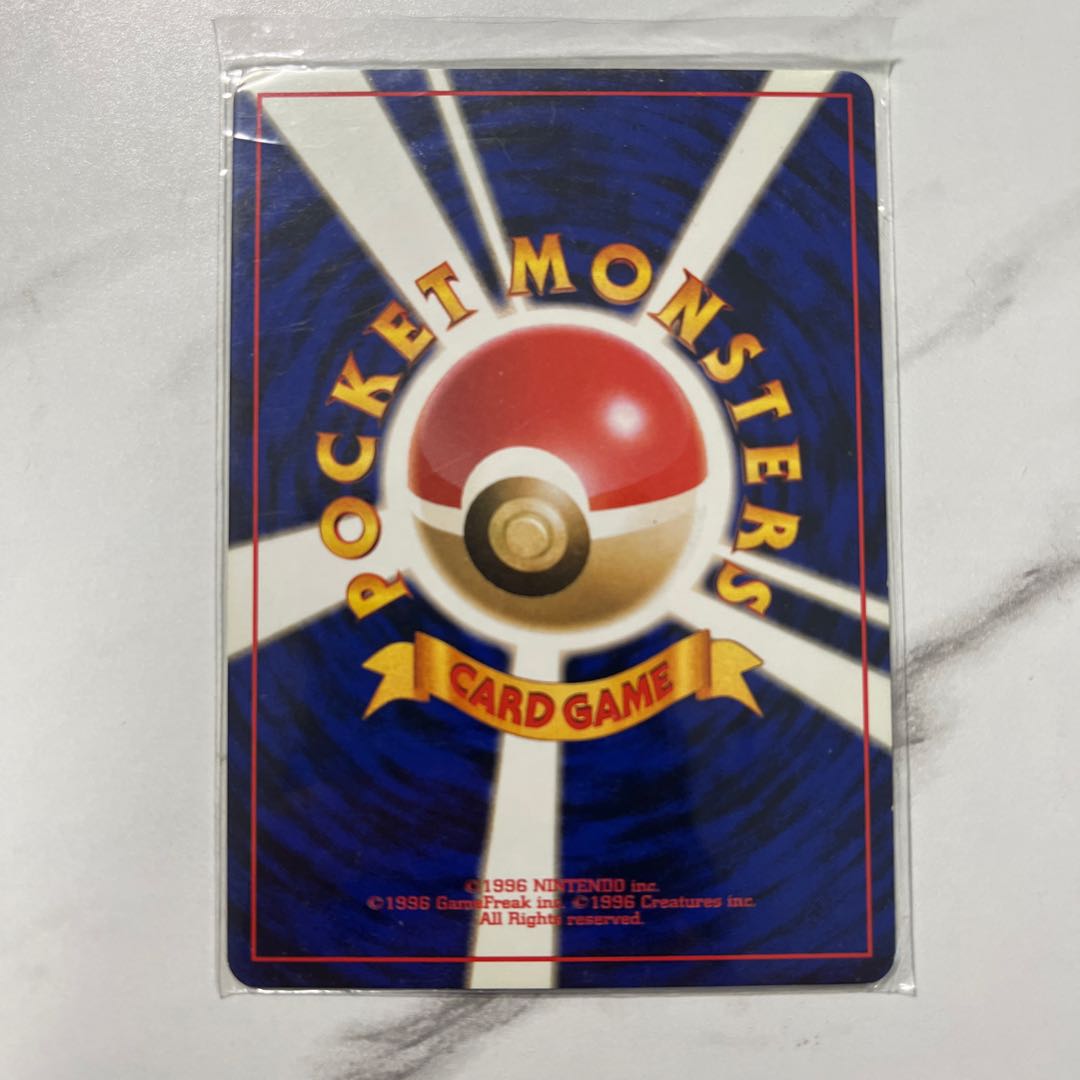 POCKET MONSTERS
CARD GAME
©1996 NINTENDO inc.
©1996 GameFreak inc. ©1996 Creatures inc.
All Rights reserved.